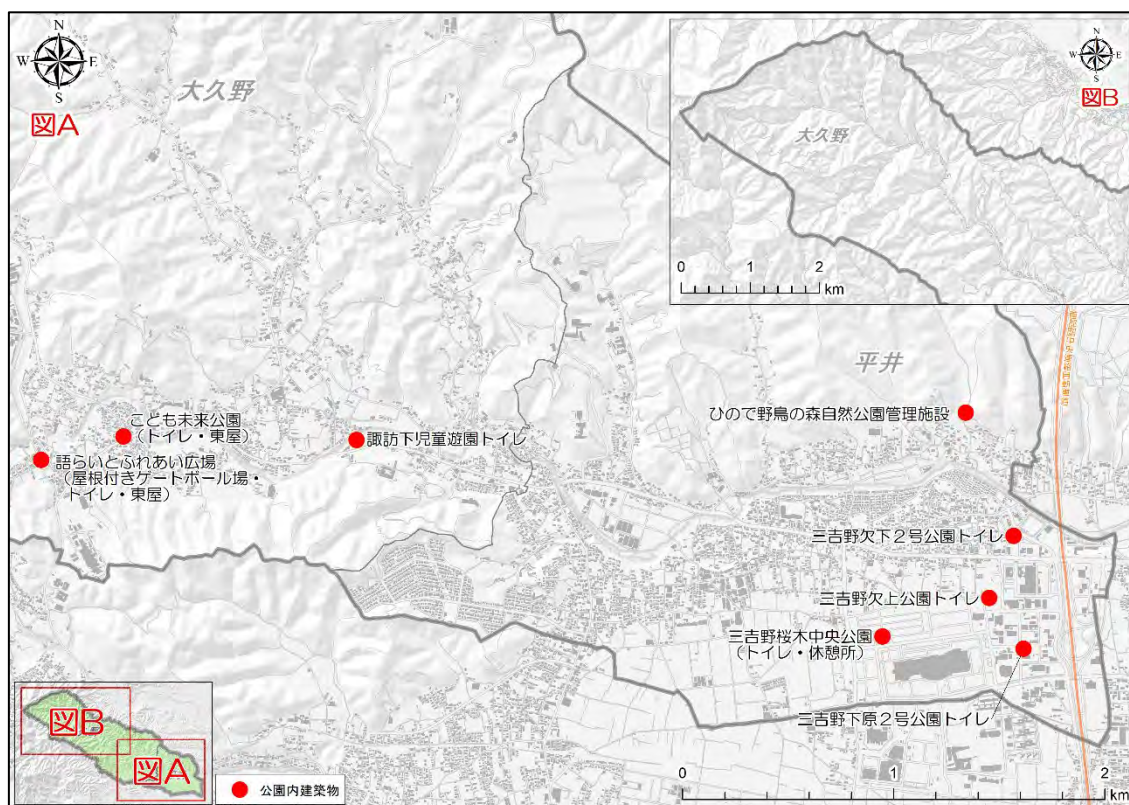 N
W
E
S
図A
大久野
N
W
E
S
図B
大久野
0
1
2
km
平井
ひので野鳥の森自然公園管理施設
こども未来公園
(トイレ・東屋)
諏訪下児童遊園トイレ
語らいとふれあい広場
(屋根付きゲートボール場・
トイレ・東屋)
三吉野欠下2号公園トイレ
三吉野欠上公園トイレ
三吉野桜木中央公園
(トイレ・休憩所)
三吉野下原2号公園トイレ
図B
図A
公園内建築物
0
1
2
km